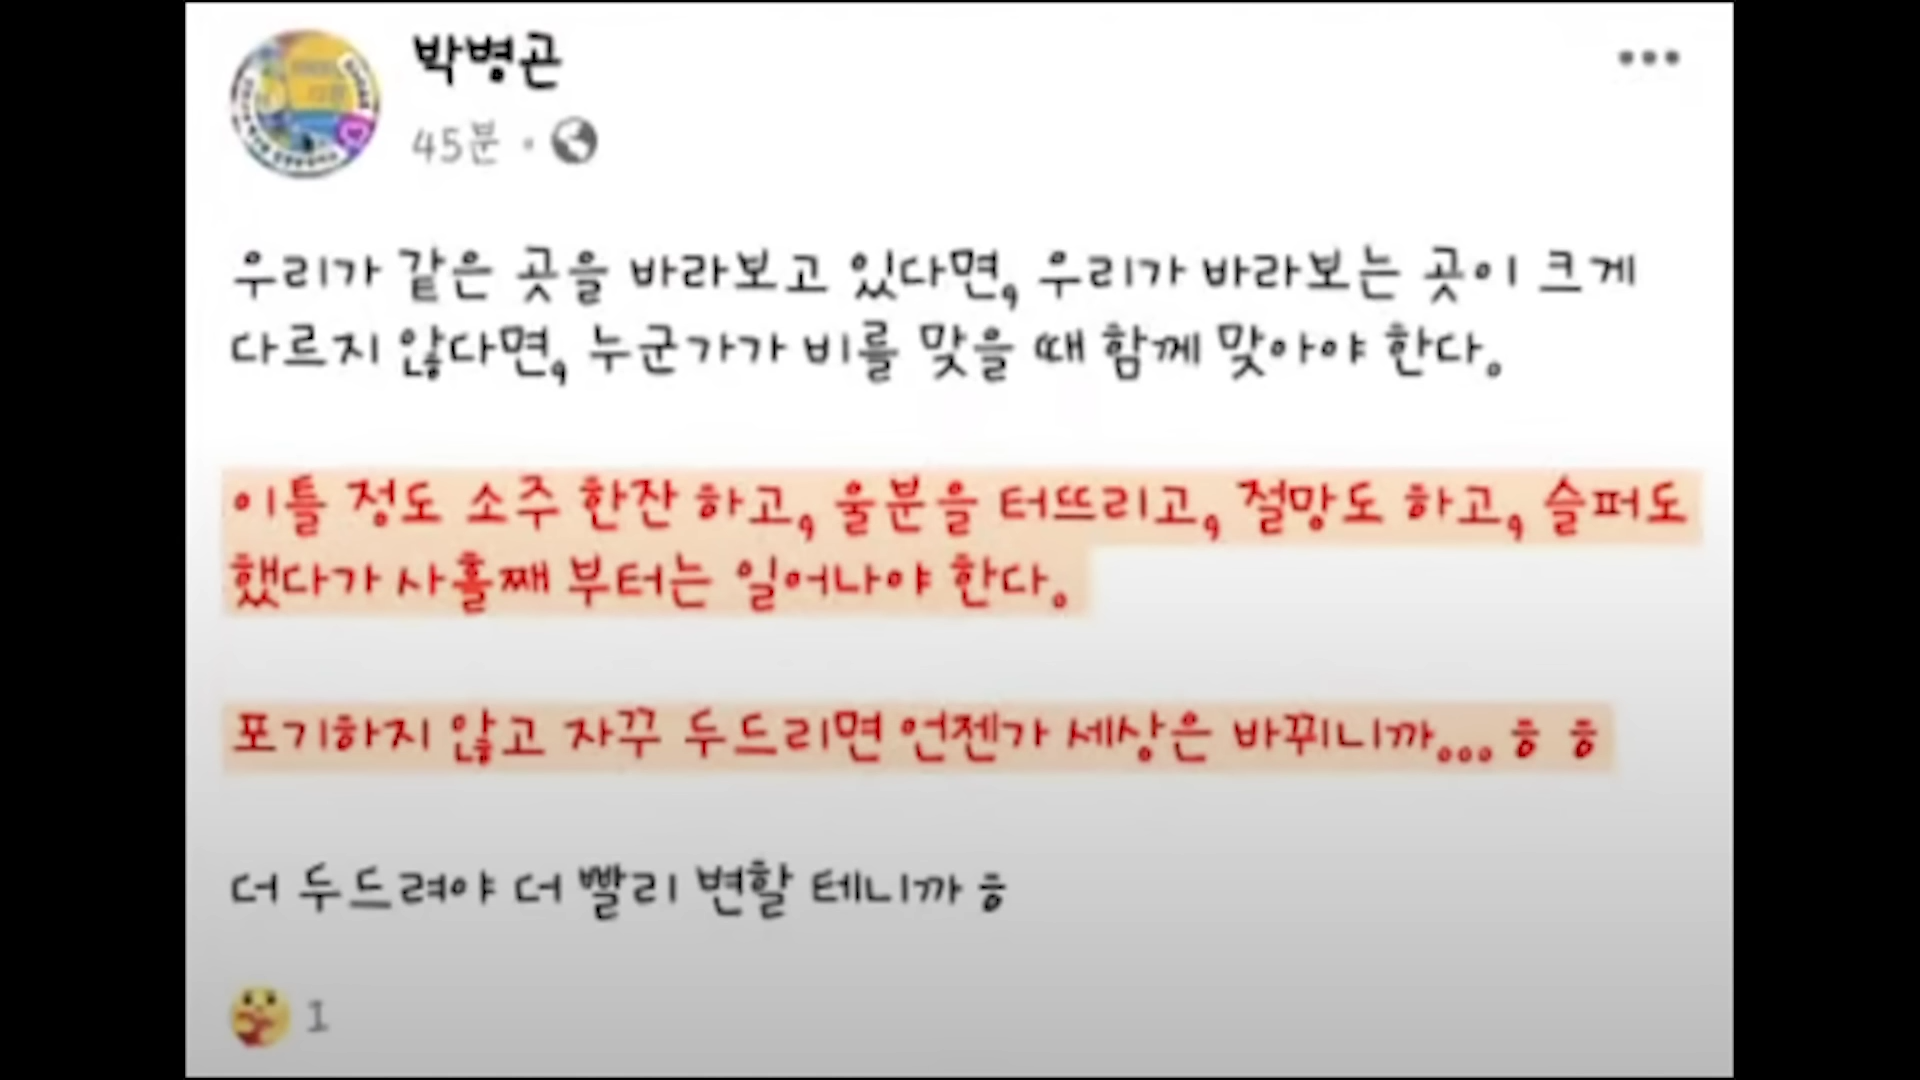 박병곤
45분 ·
우리가 같은 곳을 바라보고 있다면, 우리가 바라보는 곳이 크게
다르지 않다면, 누군가가 비를 맞을 때 함께 맞아야 한다.
이틀 정도 소주 한잔 하고, 울분을 터뜨리고, 절망도 하고, 슬퍼도
했다가 사흘째 부터는 일어나야 한다.
포기하지 않고 자꾸 두드리면 언젠가 세상은 바뀌니까... ㅎ ㅎ
더 두드려야 더 빨리 변할 테니까 ㅎ
1